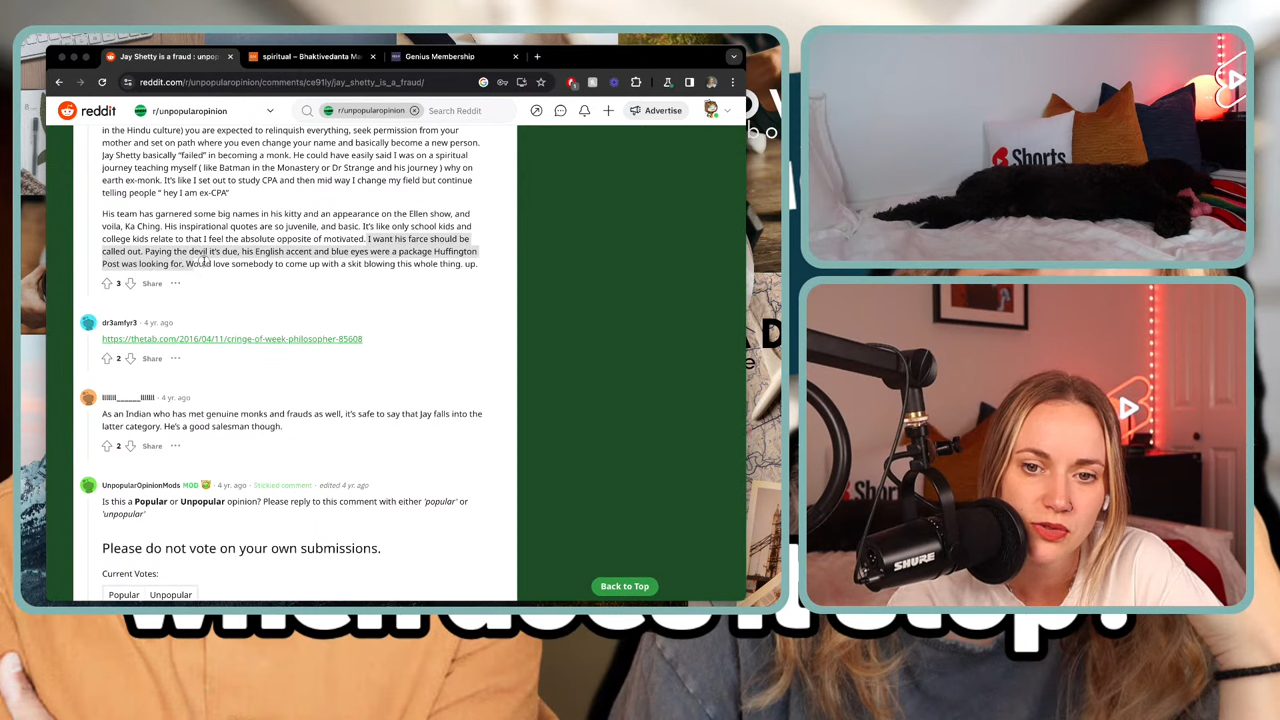 Jay Shetty is a fraud : unpop
spiritual – Bhaktivedanta Ma
Genius Membership
reddit.com/r/unpopularopinion/comments/ce91ly/jay_shetty_is_a_fraud/
reddit
r/unpopularopinion
r/unpopularopinion
Search Reddit
Advertise
in the Hindu culture) you are expected to relinquish everything, seek permission from your
mother and set on path where you even change your name and basically become a new person.
Jay Shetty basically “failed” in becoming a monk. He could have easily said I was on a spiritual
journey teaching myself ( like Batman in the Monastery or Dr Strange and his journey ) why on
earth ex-monk. It’s like I set out to study CPA and then mid way I change my field but continue
telling people “ hey I am ex-CPA”
His team has garnered some big names in his kitty and an appearance on the Ellen show, and
voila, Ka Ching. His inspirational quotes are so juvenile, and basic. It’s like only school kids and
college kids relate to that I feel the absolute opposite of motivated. I want his farce should be
called out. Paying the devil it’s due, his English accent and blue eyes were a package Huffington
Post was looking for. Would love somebody to come up with a skit blowing this whole thing. up.
3
Share
dr3amfyr3 · 4 yr. ago
https://thetab.com/2016/04/11/cringe-of-week-philosopher-85608
2
Share
4 yr. ago
As an Indian who has met genuine monks and frauds as well, it’s safe to say that Jay falls into the
latter category. He’s a good salesman though.
2
Share
UnpopularOpinionMods MOD · 4 yr. ago · Stickied comment · edited 4 yr. ago
Is this a Popular or Unpopular opinion? Please reply to this comment with either 'popular' or
'unpopular'
Please do not vote on your own submissions.
Current Votes:
Popular Unpopular
Back to Top
Shorts
SHURE
when does it stop?